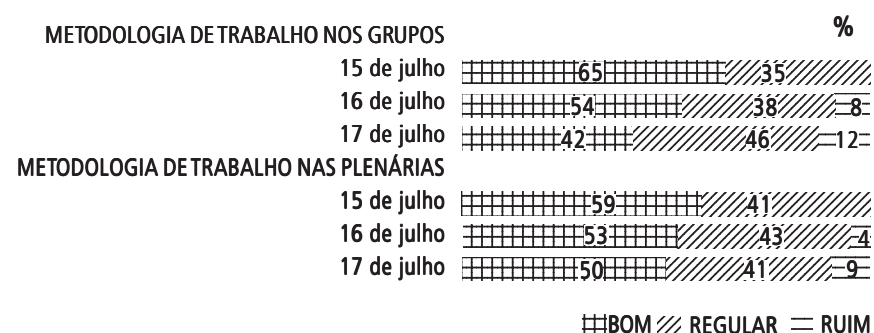 %
METODOLOGIA DE TRABALHO NOS GRUPOS
15 de julho 65 35
16 de julho 54 38 8
17 de julho 42 46 12
METODOLOGIA DE TRABALHO NAS PLENÁRIAS
15 de julho 59 41
16 de julho 53 43 4
17 de julho 50 41 9
BOM REGULAR RUIM